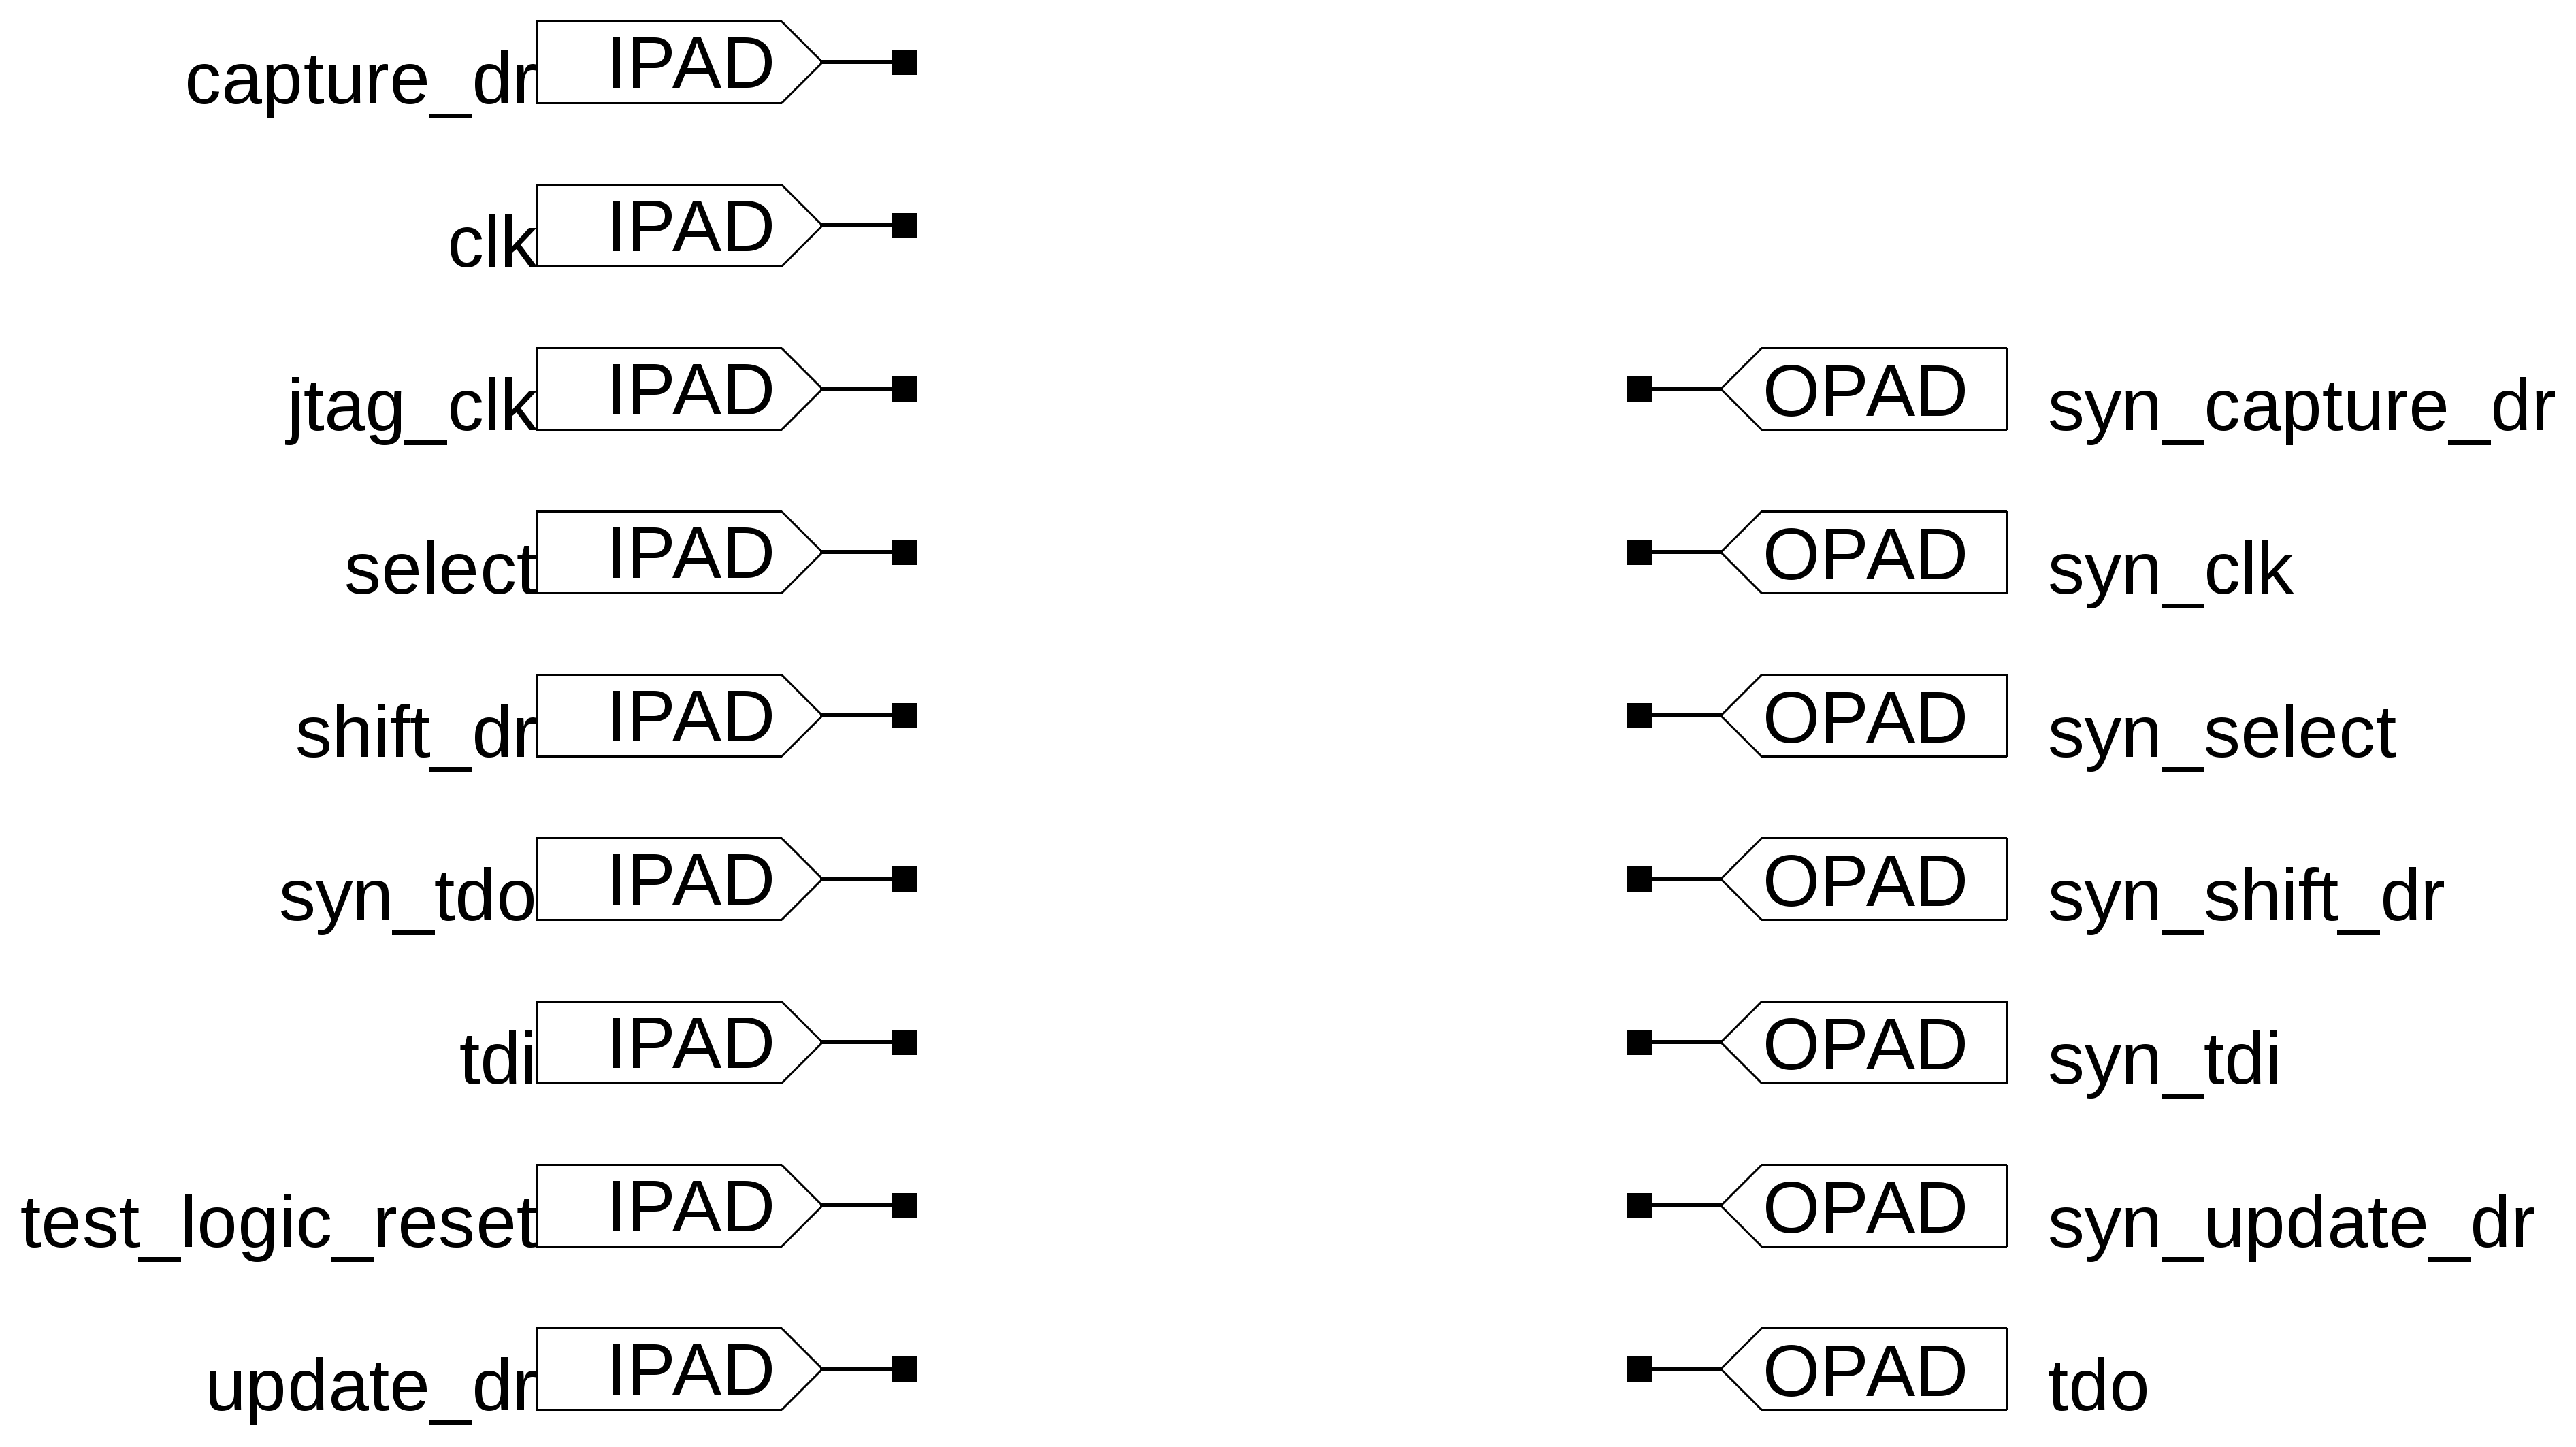 capture_dr IPAD
clk IPAD
jtag_clk IPAD OPAD syn_capture_dr
select IPAD OPAD syn_clk
shift_dr IPAD OPAD syn_select
syn_tdo IPAD OPAD syn_shift_dr
tdi IPAD OPAD syn_tdi
test_logic_reset IPAD OPAD syn_update_dr
update_dr IPAD OPAD tdo